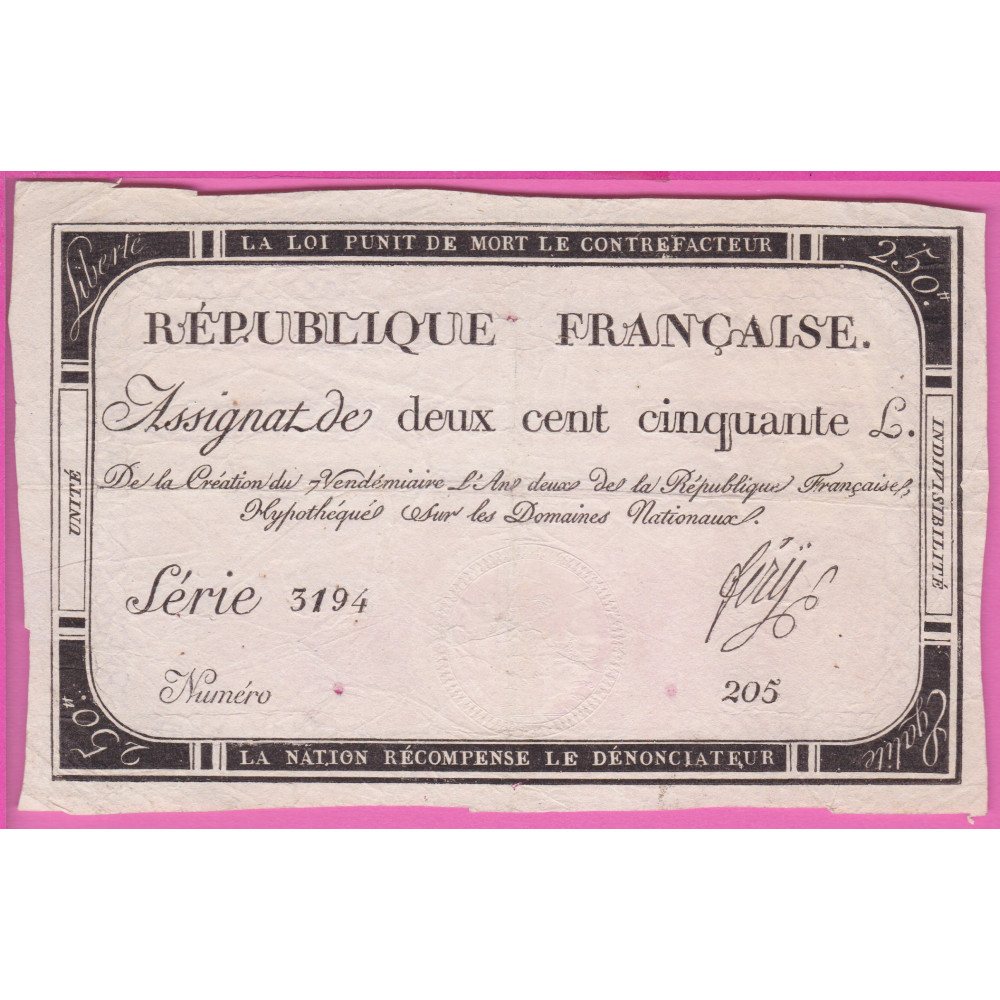 Liberté
LA LOI PUNIT DE MORT LE CONTREFACTEUR
250.
RÉPUBLIQUE FRANÇAISE.
Assignat de deux cent cinquante L.
De la Création du 7 Vendémiaire L'An deux de la République Française,
Hypothéqué Sur les Domaines Nationaux.
UNITÉ
INDIVISIBILITÉ
Série 3194
Numéro 205
250.
LA NATION RÉCOMPENSE LE DÉNONCIATEUR
Egalité